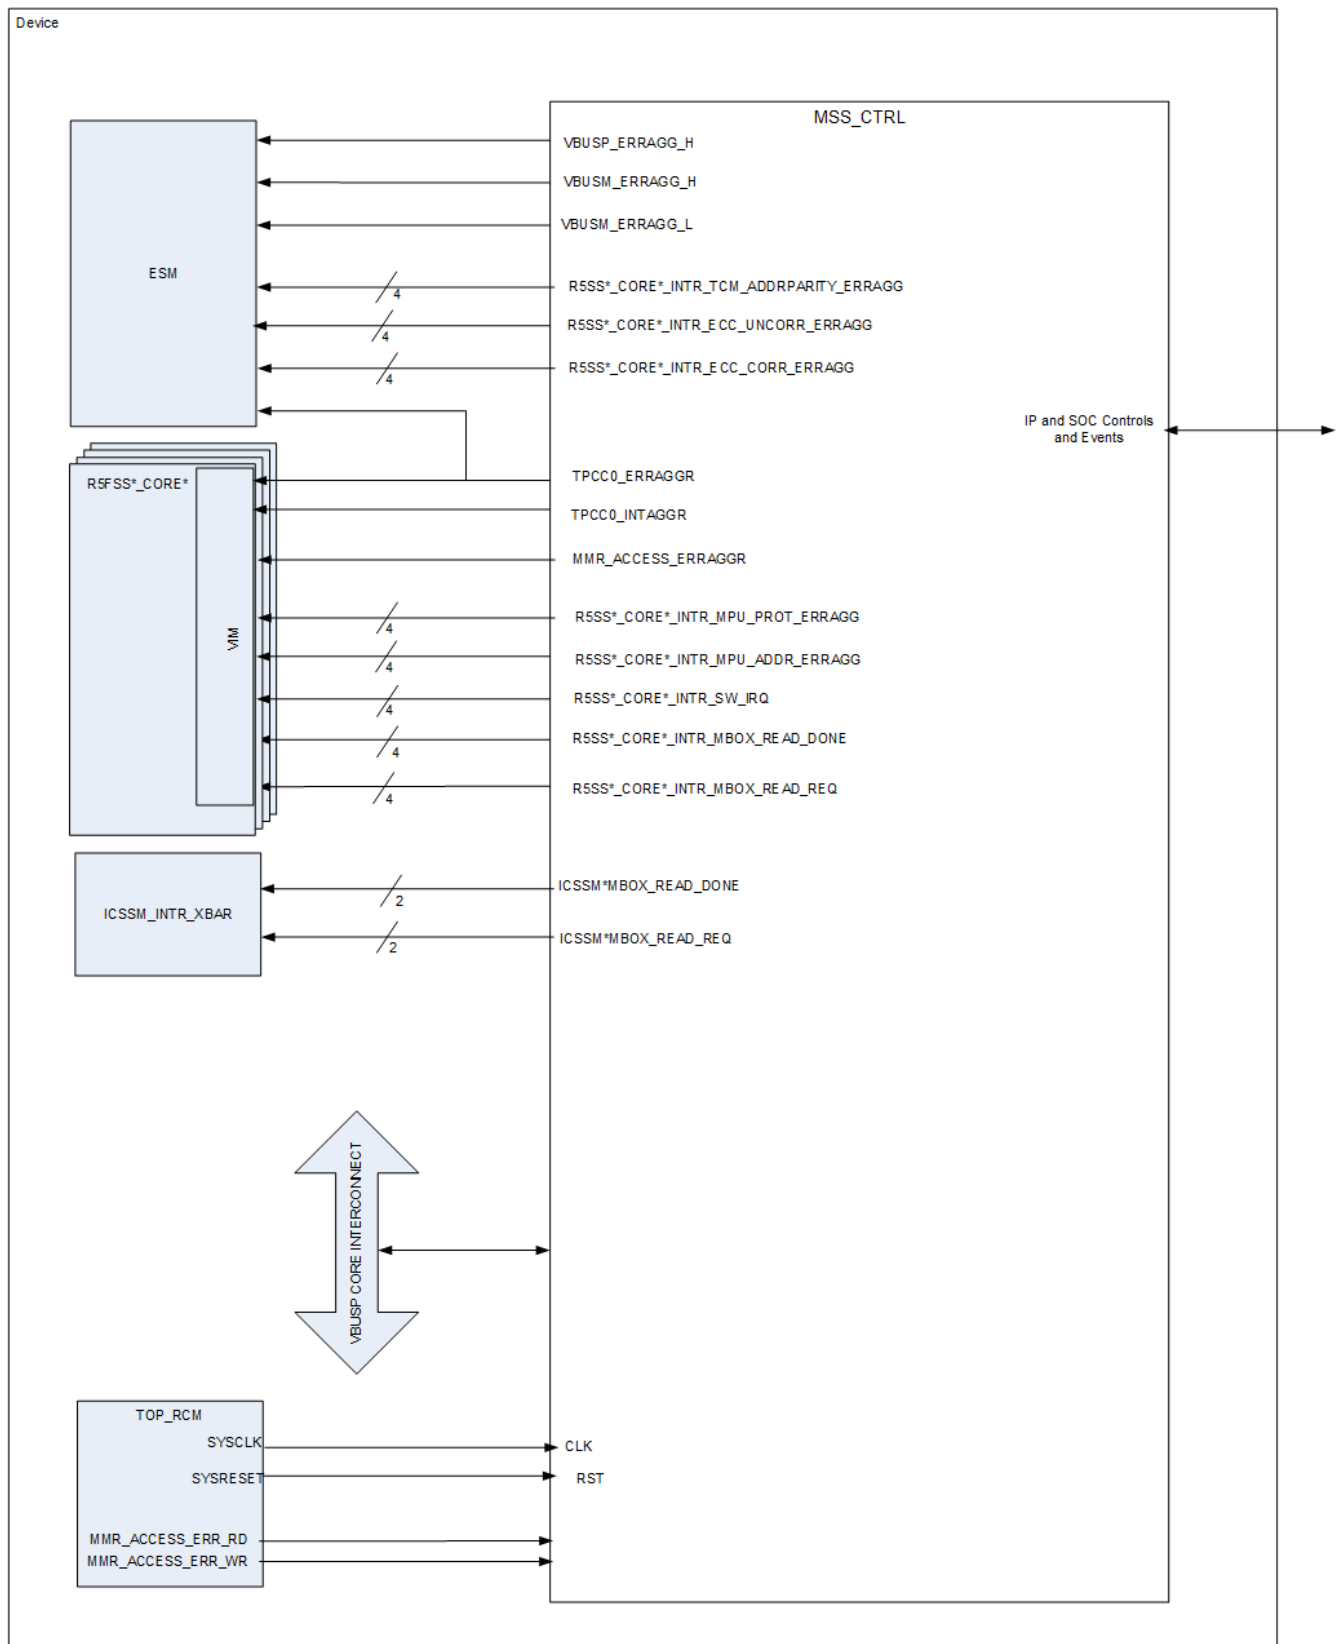 Device
MSS_CTRL
VBUSP_ERRAGG_H
VBUSM_ERRAGG_H
VBUSM_ERRAGG_L
ESM
R5SS*_CORE*_INTR_TCM_ADDRPARITY_ERRAGG
4
R5SS*_CORE*_INTR_ECC_UNCORR_ERRAGG
2
R5SS*_CORE*_INTR_ECC_CORR_ERRAGG
4
IP and SOC Controls
and Events
R5FSS*_CORE*
TPCC0_ERRAGGR
TPCC0_INTAGGR
MMR_ACCESS_ERRAGGR
VIM
R5SS*_CORE*_INTR_MPU_PROT_ERRAGG
4
R5SS*_CORE*_INTR_MPU_ADDR_ERRAGG
4
R5SS*_CORE*_INTR_SW_IRQ
4
R5SS*_CORE*_INTR_MBOX_READ_DONE
4
R5SS*_CORE*_INTR_MBOX_READ_REQ
4
ICSSM_INTR_XBAR
ICSSM*MBOX_READ_DONE
2
ICSSM*MBOX_READ_REQ
2
VBUSP CORE INTERCONNECT
TOP_RCM
SYSCLK
CLK
SYSRESET
RST
MMR_ACCESS_ERR_RD
MMR_ACCESS_ERR_WR